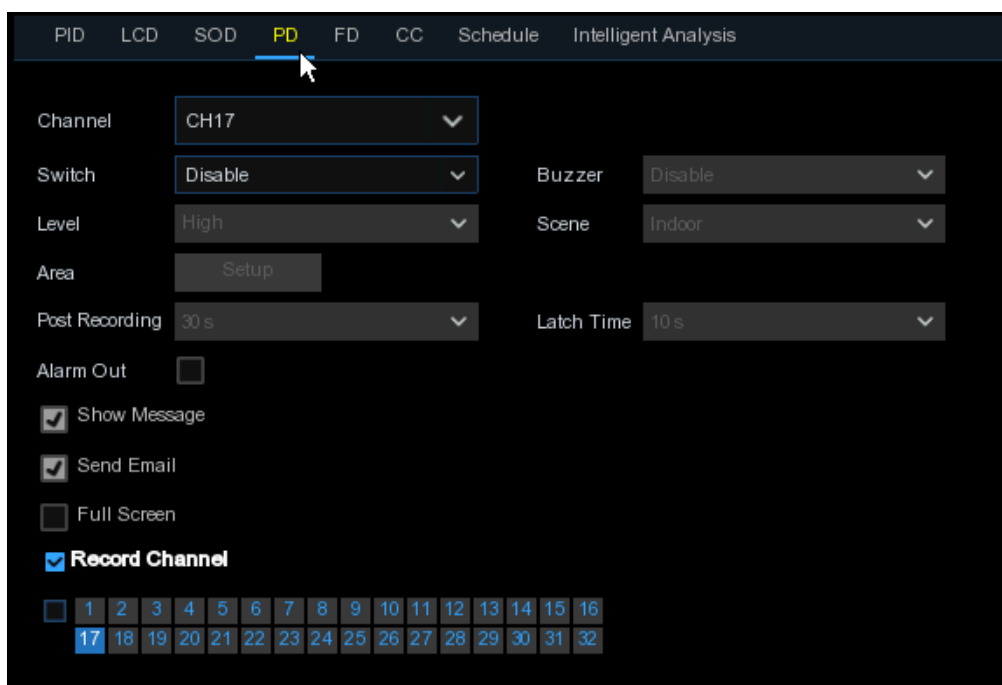 PID LCD SOD PD FD CC Schedule Intelligent Analysis
Channel CH17
Switch Disable Buzzer Disable
Level High Scene Indoor
Area Setup
Post Recording 30 s Latch Time 10 s
Alarm Out
Show Message
Send Email
Full Screen
Record Channel
1 2 3 4 5 6 7 8 9 10 11 12 13 14 15 16
17 18 19 20 21 22 23 24 25 26 27 28 29 30 31 32